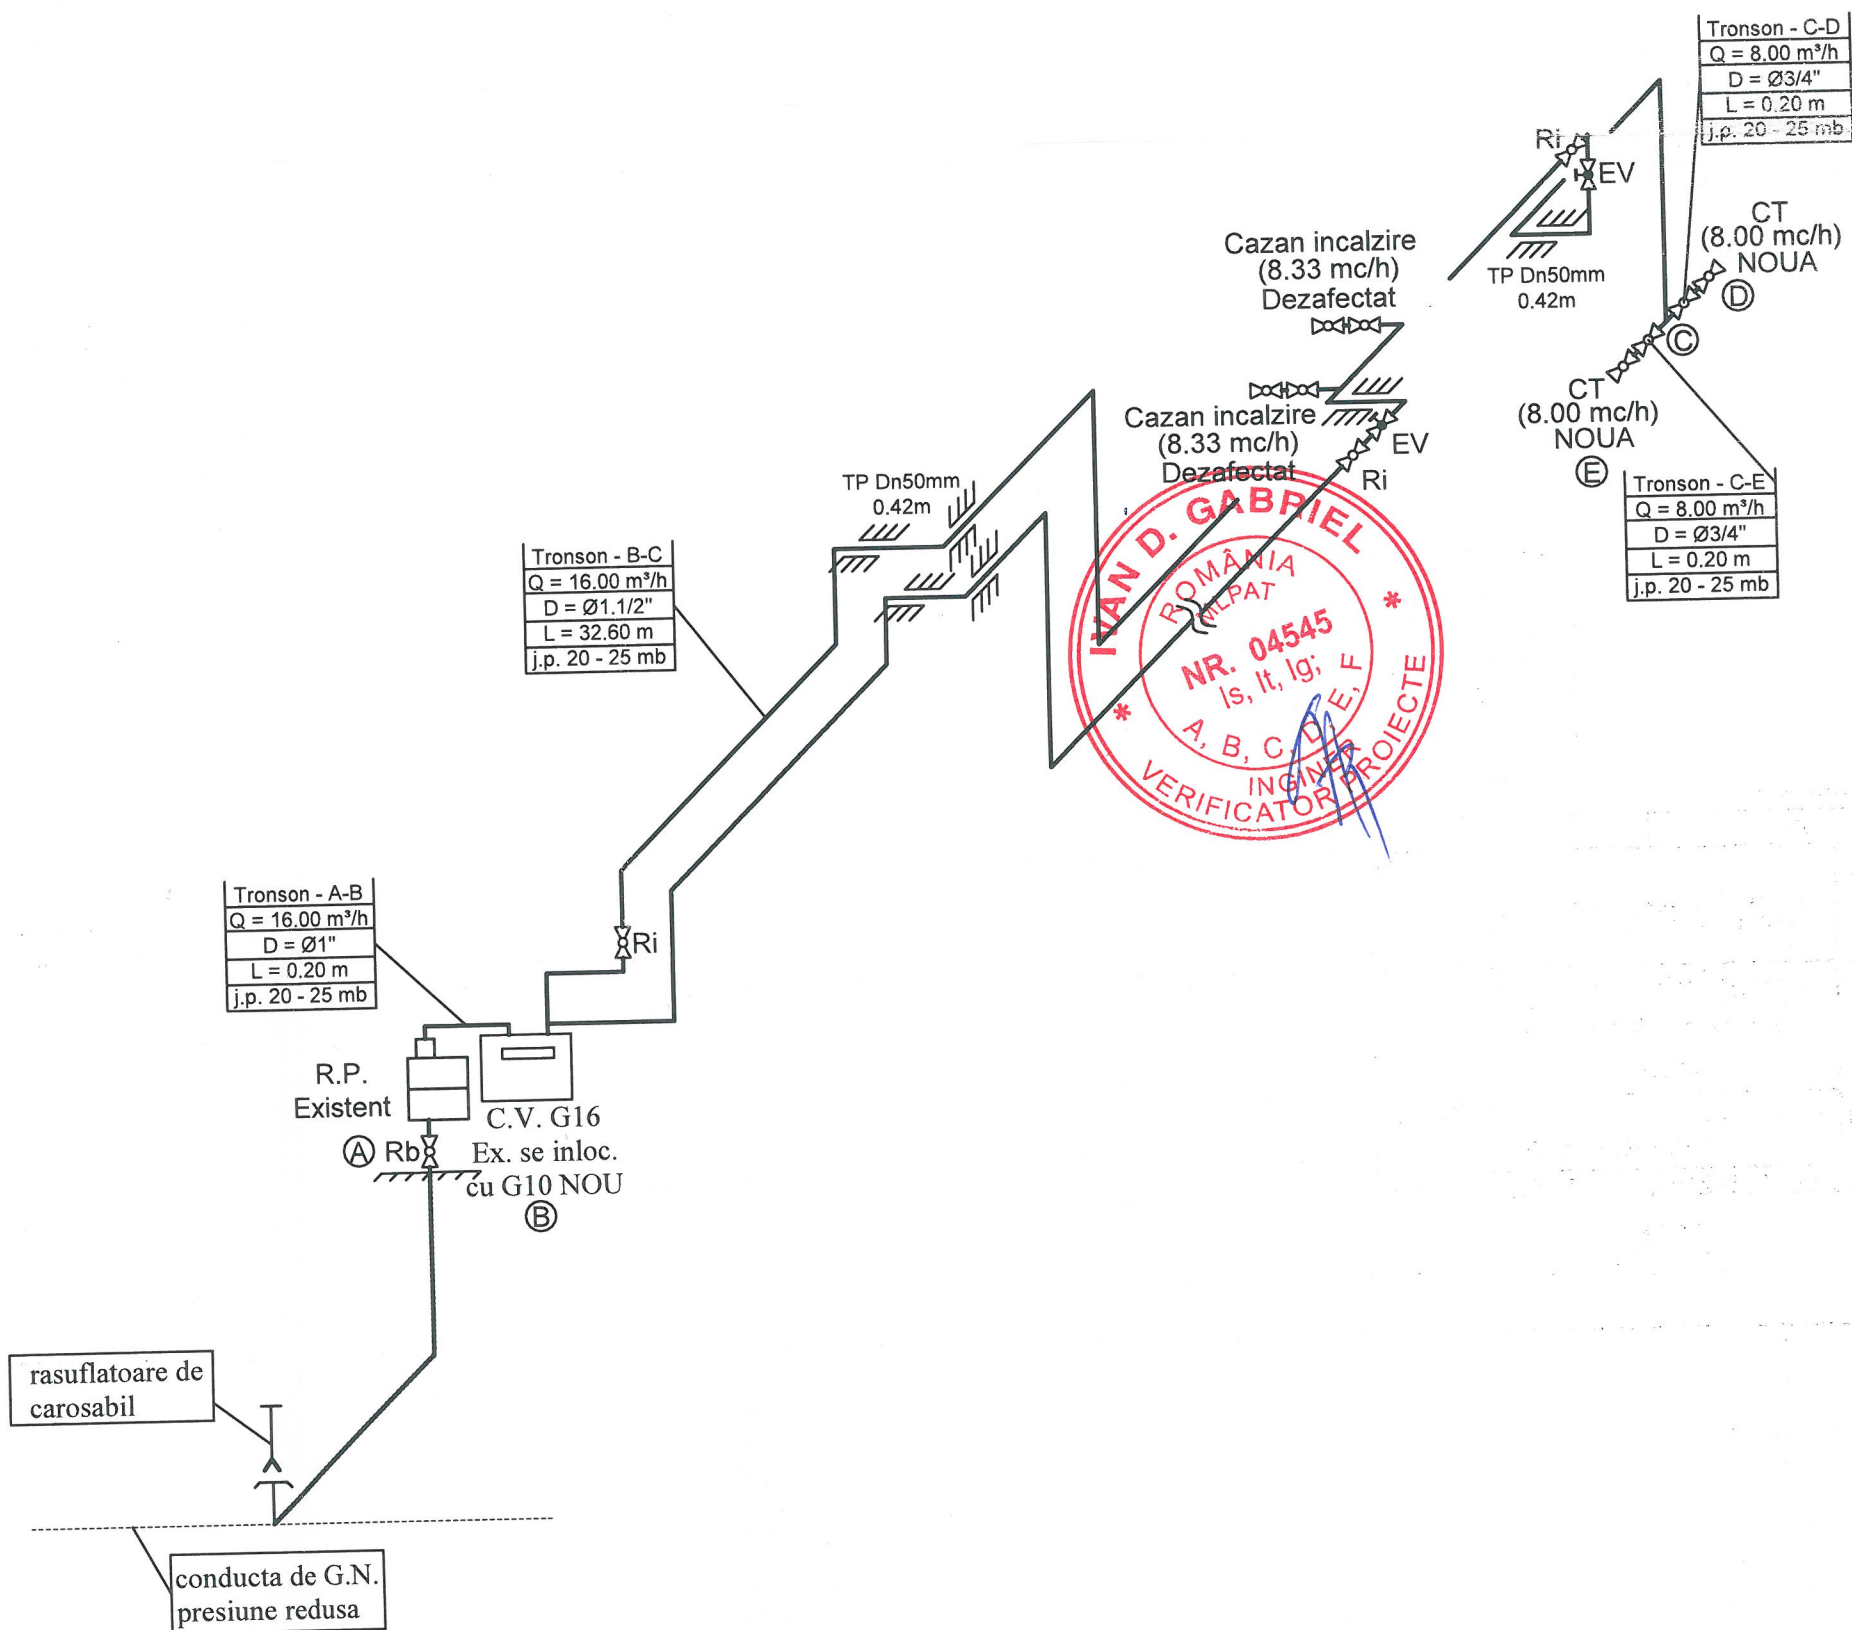 Tronson - C-D
Q = 8.00 m³/h
D = Ø3/4"
L = 0.20 m
j.p. 20 - 25 mb
Ri
EV
TP Dn50mm
0.42m
CT
(8.00 mc/h)
NOUA
D
C
CT
(8.00 mc/h)
NOUA
E
Tronson - C-E
Q = 8.00 m³/h
D = Ø3/4"
L = 0.20 m
j.p. 20 - 25 mb
Cazan incalzire
(8.33 mc/h)
Dezafectat
Cazan incalzire
(8.33 mc/h)
Dezafectat
EV
Ri
TP Dn50mm
0.42m
Tronson - B-C
Q = 16.00 m³/h
D = Ø1.1/2"
L = 32.60 m
j.p. 20 - 25 mb
IVAN D. GABRIEL
ROMÂNIA
MLPAT
NR. 04545
Is, It, Ig;
A, B, C, D, E, F
INGINER
VERIFICATOR PROIECTE
* *
Tronson - A-B
Q = 16.00 m³/h
D = Ø1"
L = 0.20 m
j.p. 20 - 25 mb
Ri
R.P.
Existent
A Rb
C.V. G16
Ex. se inloc.
cu G10 NOU
B
rasuflatoare de
carosabil
conducta de G.N.
presiune redusa